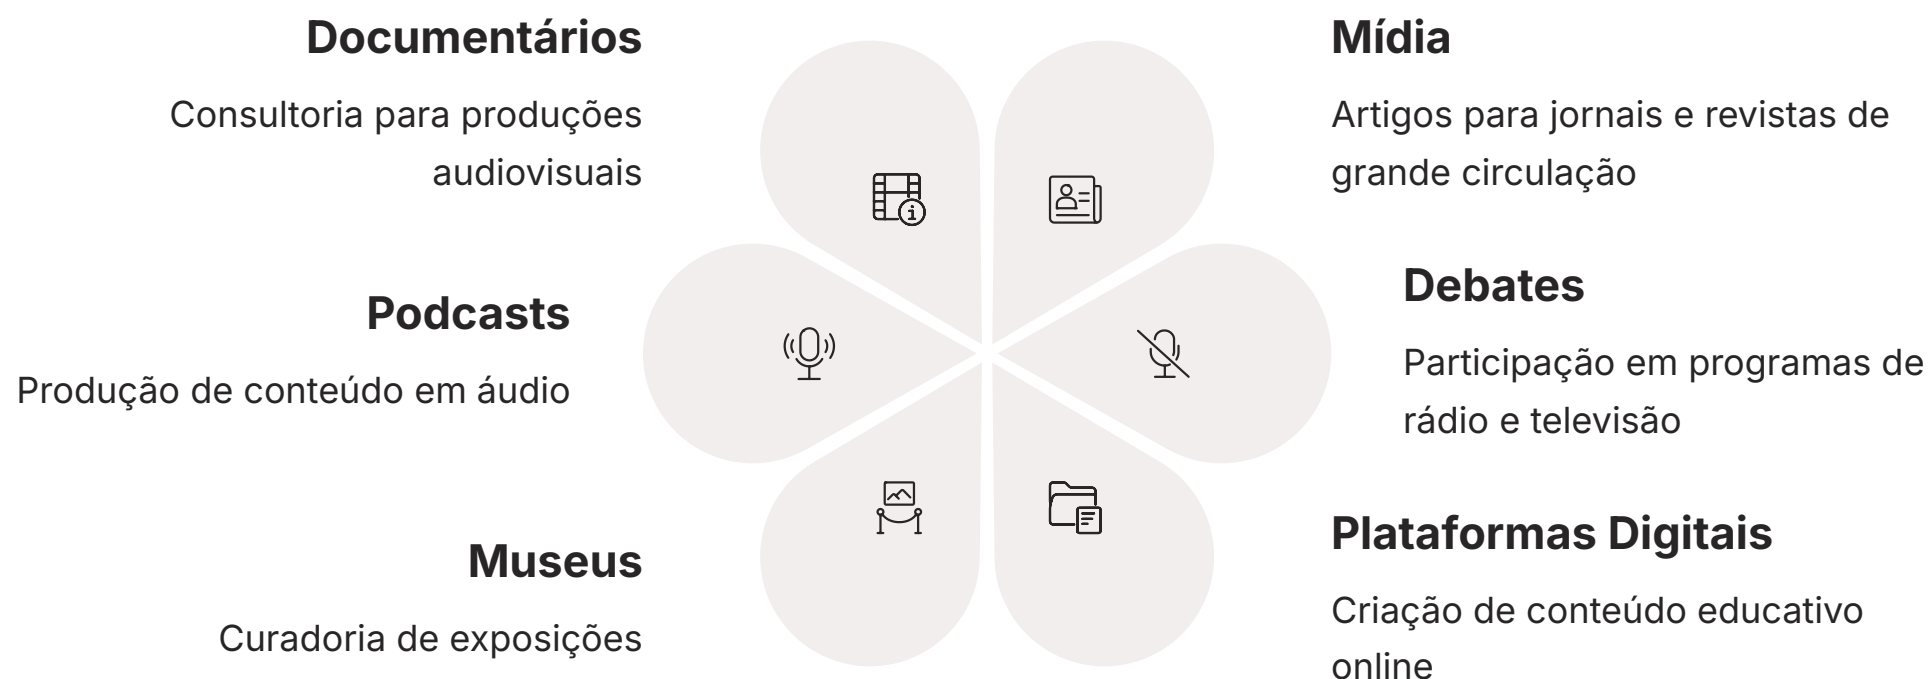 Documentários
Consultoria para produções
audiovisuais
Mídia
Artigos para jornais e revistas de
grande circulação
Podcasts
Produção de conteúdo em áudio
Debates
Participação em programas de
rádio e televisão
Museus
Curadoria de exposições
Plataformas Digitais
Criação de conteúdo educativo
online